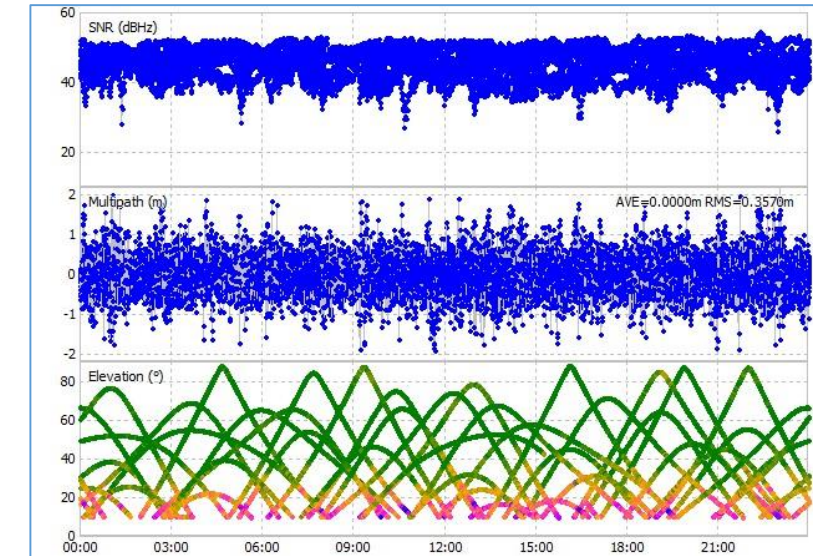 60
SNR (dBHz)
40
20
2
Multipath (m)
AVE=0.0000m RMS=0.3570m
1
0
-1
-2
80
Elevation (°)
60
40
20
0
00:00 03:00 06:00 09:00 12:00 15:00 18:00 21:00